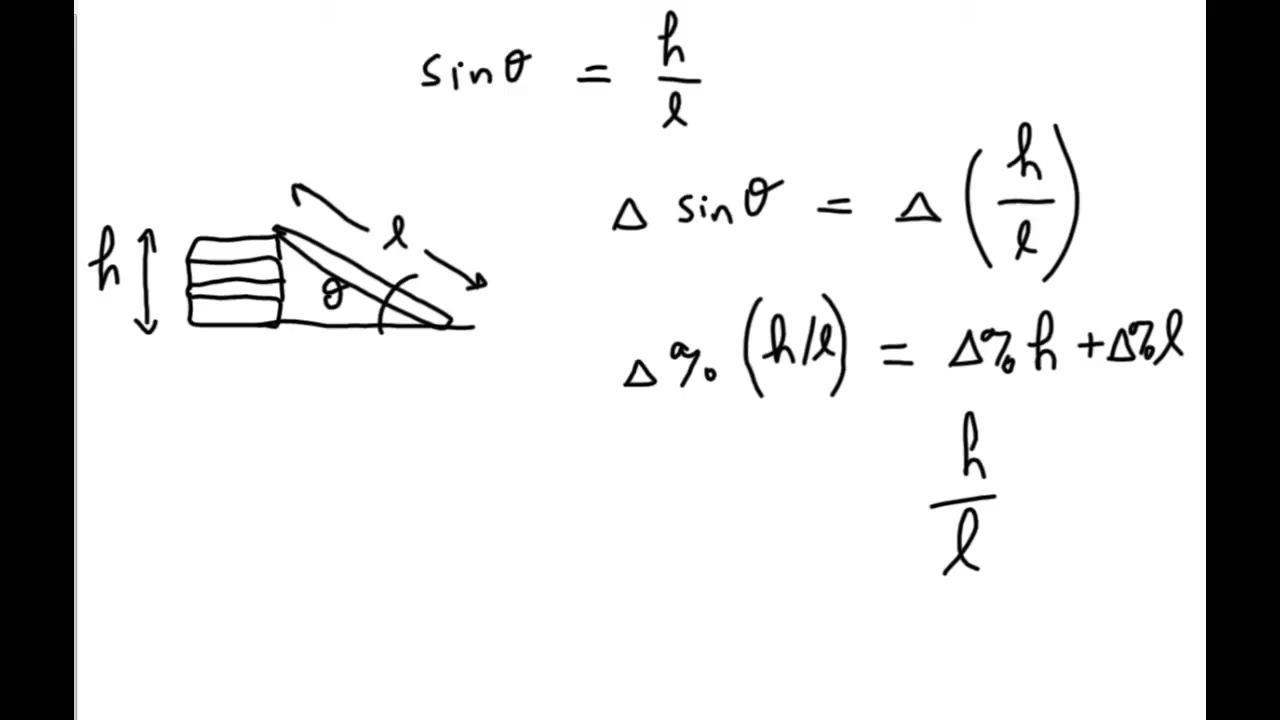 sinθ = h/l
Δ sinθ = Δ (h/l)
h
l
θ
Δ% (h/l) = Δ%h + Δ%l
h/l